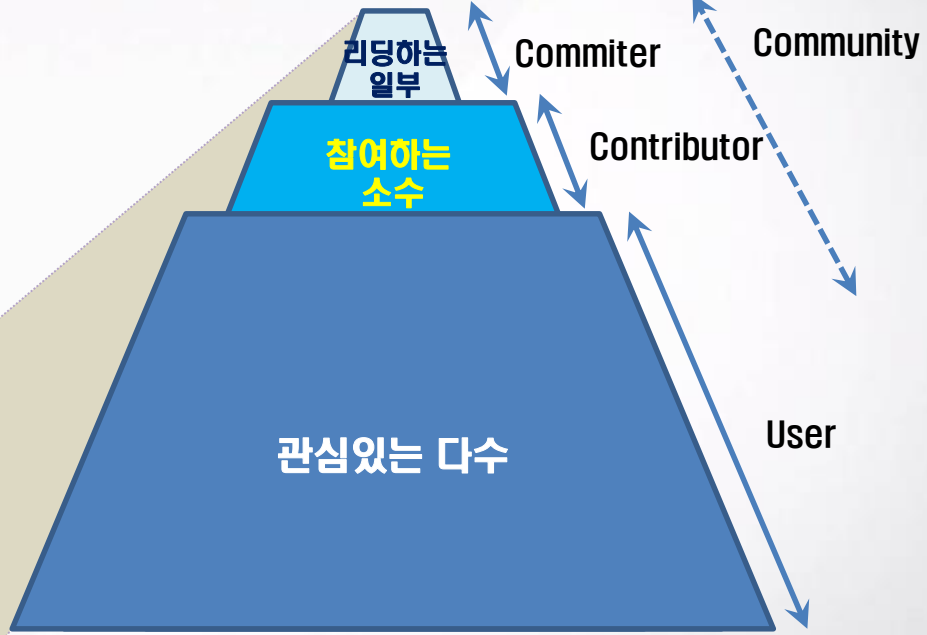 리딩하는
일부
Commiter
Community
참여하는
소수
Contributor
관심있는 다수
User